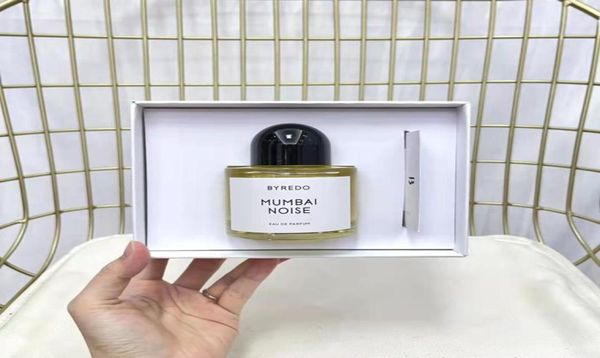 BYREDO
MUMBAI
NOISE
EAU DE PARFUM